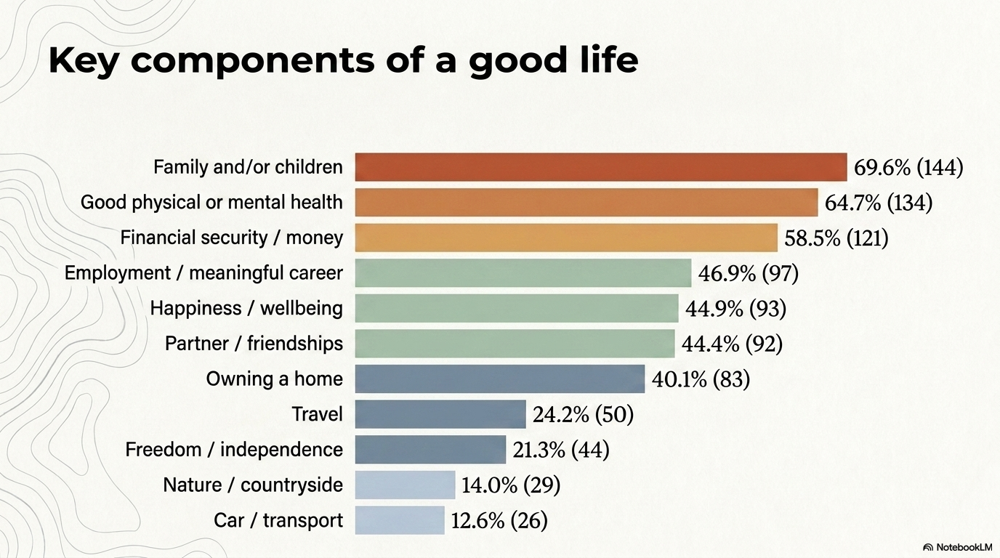 Key components of a good life
Family and/or children 69.6% (144)
Good physical or mental health 64.7% (134)
Financial security / money 58.5% (121)
Employment / meaningful career 46.9% (97)
Happiness / wellbeing 44.9% (93)
Partner / friendships 44.4% (92)
Owning a home 40.1% (83)
Travel 24.2% (50)
Freedom / independence 21.3% (44)
Nature / countryside 14.0% (29)
Car / transport 12.6% (26)
NotebookLM